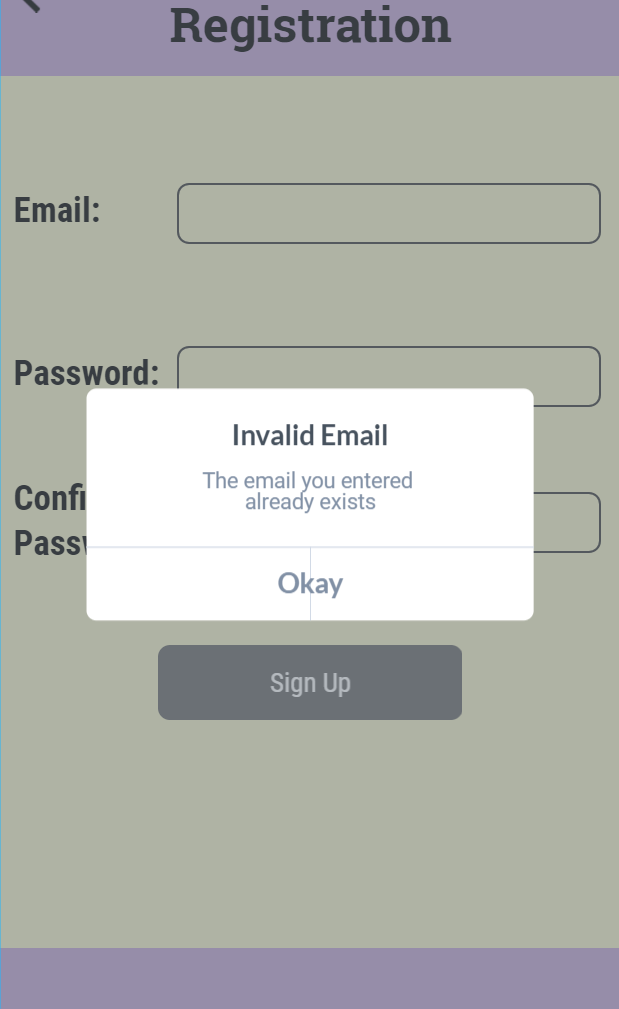 Registration
Email:
Password:
Invalid Email
The email you entered
already exists
Okay
Sign Up